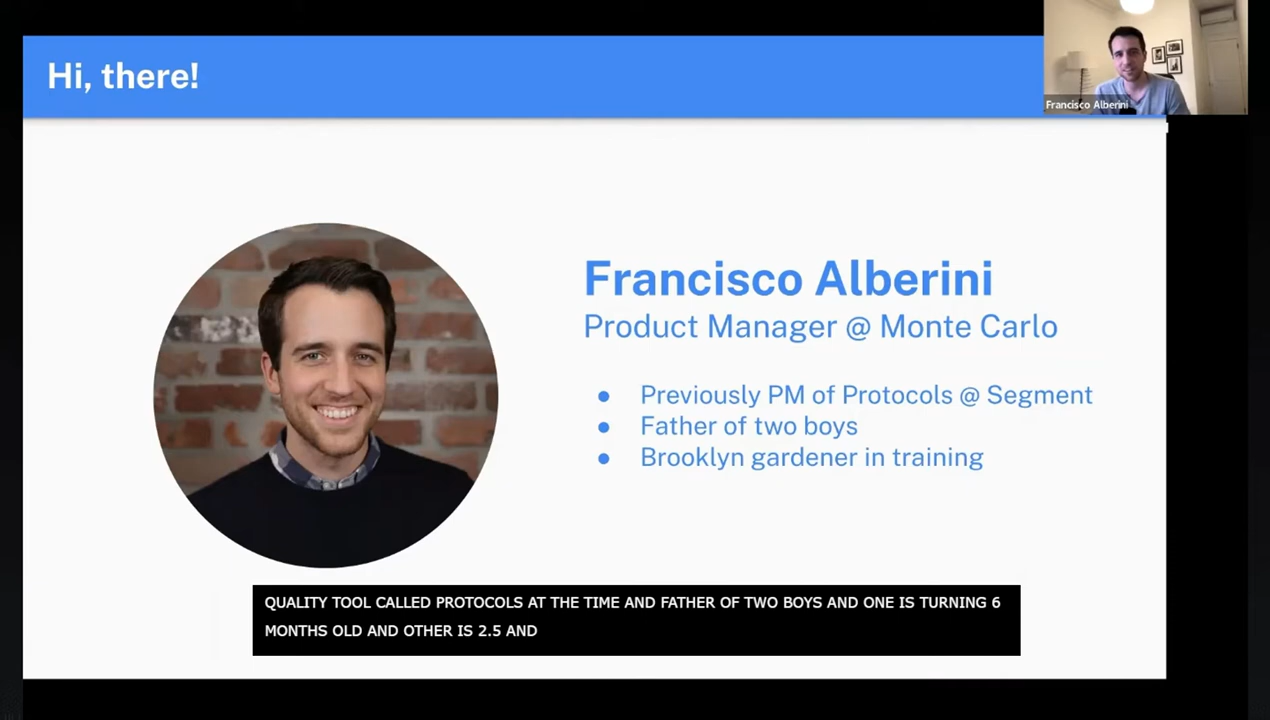 Hi, there!
Francisco Alberini
Francisco Alberini
Product Manager @ Monte Carlo
● Previously PM of Protocols @ Segment
● Father of two boys
● Brooklyn gardener in training
QUALITY TOOL CALLED PROTOCOLS AT THE TIME AND FATHER OF TWO BOYS AND ONE IS TURNING 6
MONTHS OLD AND OTHER IS 2.5 AND